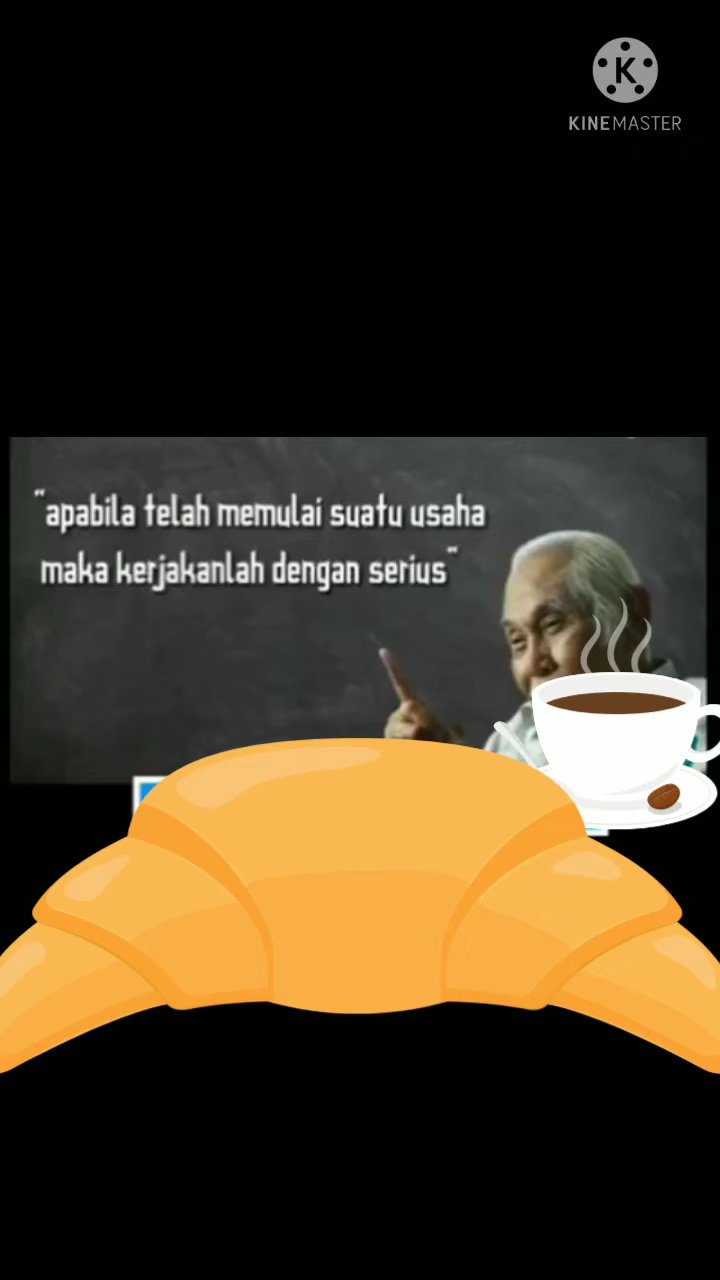 K
KINEMASTER
"apabila telah memulai suatu usaha
maka kerjakanlah dengan serius"